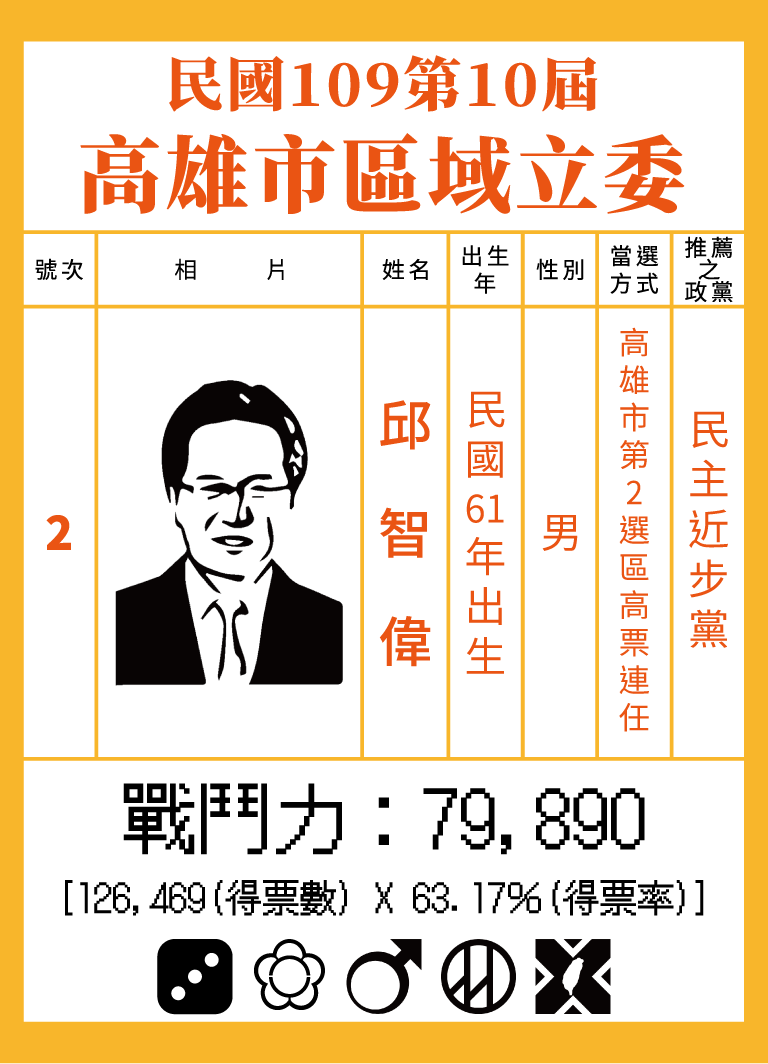 民國109第10屆
高雄市區域立委
號次
相片
姓名
出生
年
性別
當選
方式
推薦
之
政黨
2
邱智偉
民國61年出生
男
高雄市第2選區高票連任
民主近步黨
戰鬥力：79,890
[126,469(得票數) X 63.17%(得票率)]